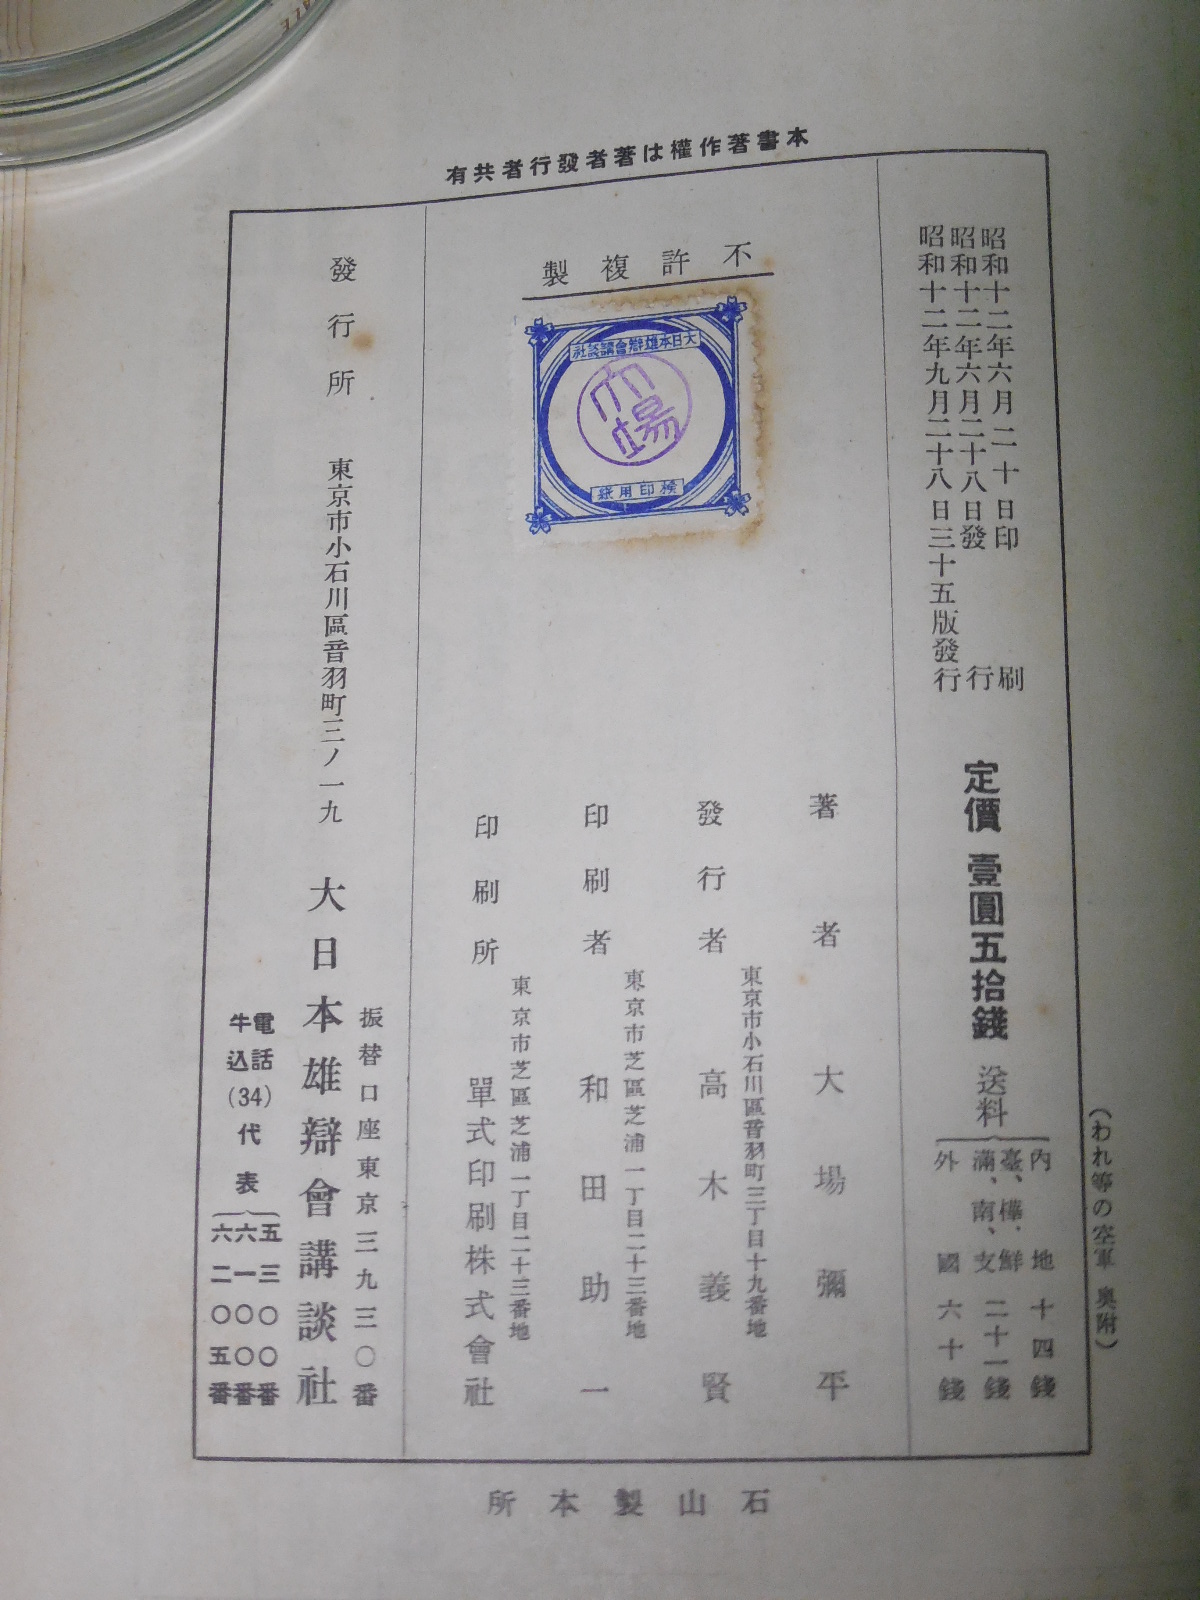 本書著作權は著者發行者共有
昭和十二年六月二十日印刷
昭和十二年六月二十八日發行
昭和十二年九月二十八日三十五版發行
定價 壹圓五拾錢
送料
內地 十四錢
臺、樺、鮮
滿、南、支 二十一錢
外國 六十錢
(われ等の空軍 奧附)
不許複製
大日本雄辯會講談社
大場
檢印用紙
著者 大場彌平
東京市小石川區音羽町三丁目十九番地
發行者 高木義賢
東京市芝區芝浦一丁目二十三番地
印刷者 和田助一
東京市芝區芝浦一丁目二十三番地
印刷所 單式印刷株式會社
發行所 東京市小石川區音羽町三ノ一九 大日本雄辯會講談社
振替口座東京三九三〇番
電話
牛込(34)代表
五三〇〇番
六一〇〇番
六二〇五番
石山製本所